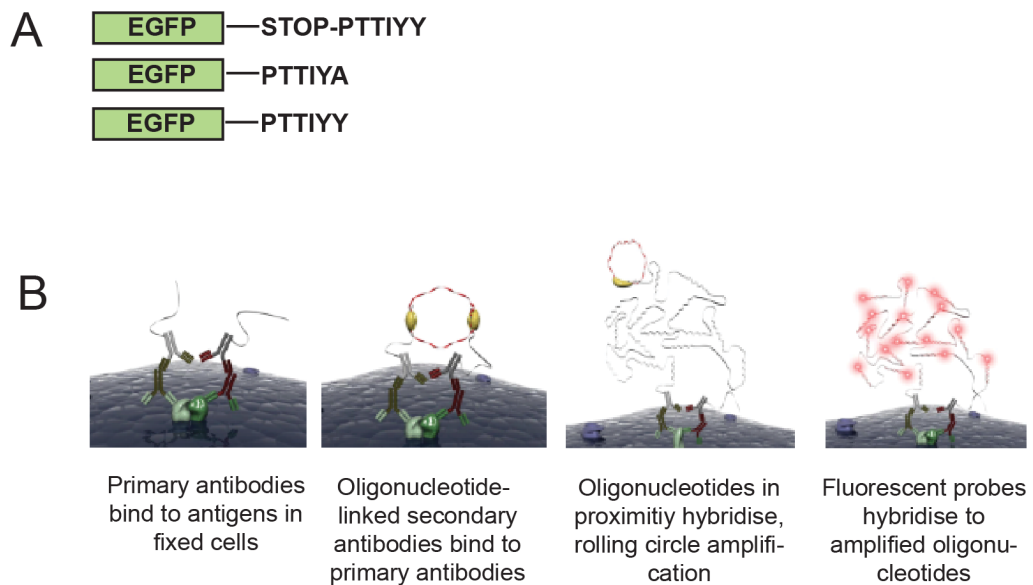 A
EGFP STOP-PTTIYY
EGFP PTTIYA
EGFP PTTIYY
B
Primary antibodies
bind to antigens in
fixed cells
Oligonucleotide-
linked secondary
antibodies bind to
primary antibodies
Oligonucleotides in
proximitiy hybridise,
rolling circle amplifi-
cation
Fluorescent probes
hybridise to
amplified oligonu-
cleotides